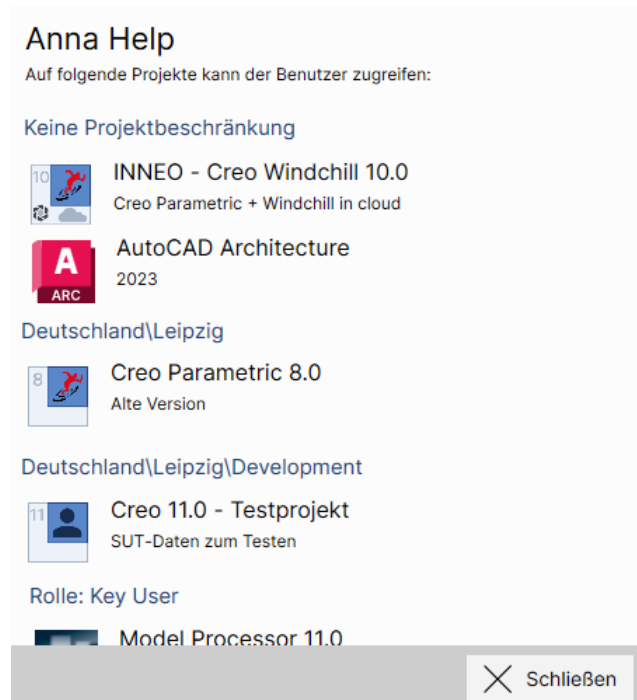 Anna Help
Auf folgende Projekte kann der Benutzer zugreifen:
Keine Projektbeschränkung
10
INNEO - Creo Windchill 10.0
Creo Parametric + Windchill in cloud
A
ARC
AutoCAD Architecture
2023
Deutschland\Leipzig
8
Creo Parametric 8.0
Alte Version
Deutschland\Leipzig\Development
11
Creo 11.0 - Testprojekt
SUT-Daten zum Testen
Rolle: Key User
Model Processor 11.0
Schließen